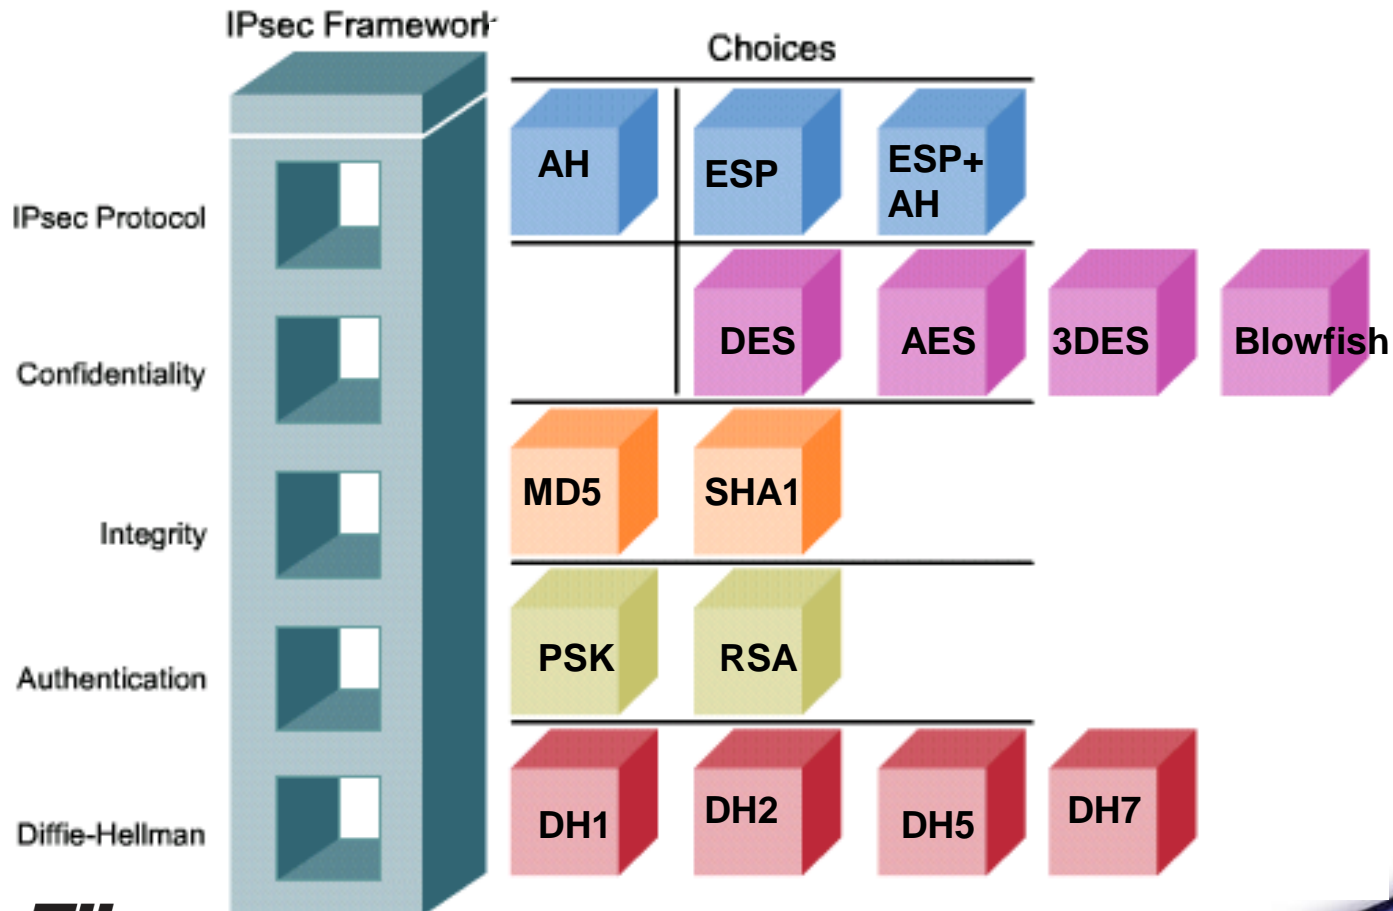 IPsec Framework
Choices
IPsec Protocol
AH
ESP
ESP+
AH
Confidentiality
DES
AES
3DES
Blowfish
Integrity
MD5
SHA1
Authentication
PSK
RSA
Diffie-Hellman
DH1
DH2
DH5
DH7